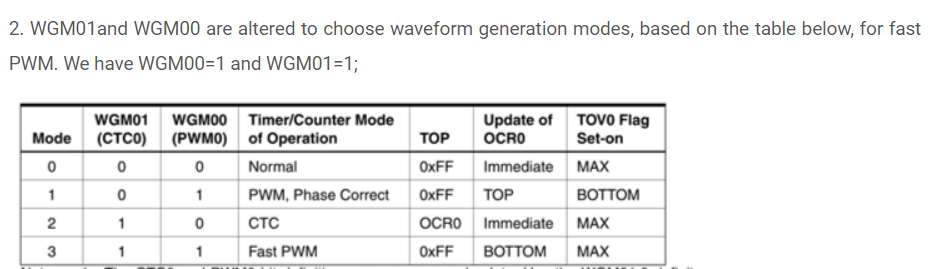 2. WGM01and WGM00 are altered to choose waveform generation modes, based on the table below, for fast
PWM. We have WGM00=1 and WGM01=1;
Mode WGM01 (CTC0) WGM00 (PWM0) Timer/Counter Mode of Operation TOP Update of OCR0 TOV0 Flag Set-on
0 0 0 Normal 0xFF Immediate MAX
1 0 1 PWM, Phase Correct 0xFF TOP BOTTOM
2 1 0 CTC OCR0 Immediate MAX
3 1 1 Fast PWM 0xFF BOTTOM MAX